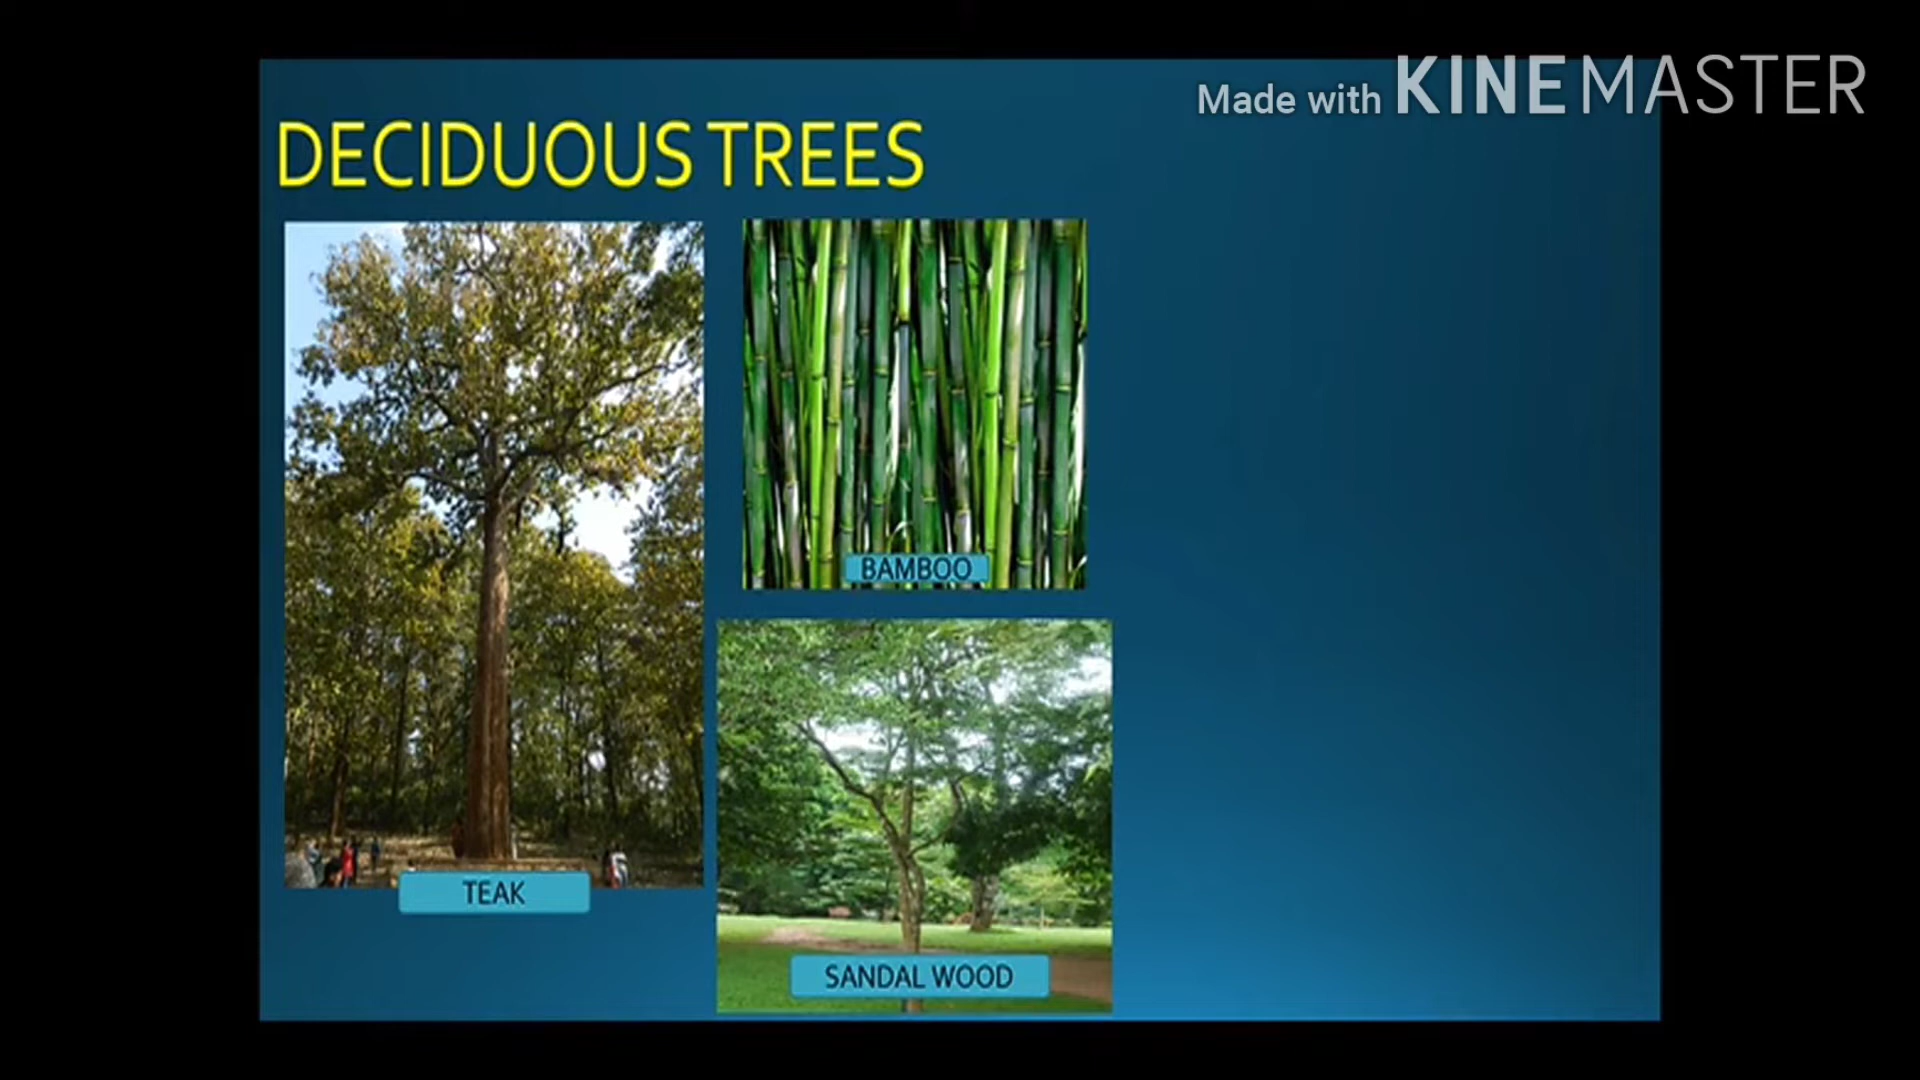 Made with KINEMASTER
DECIDUOUS TREES
BAMBOO
TEAK
SANDAL WOOD